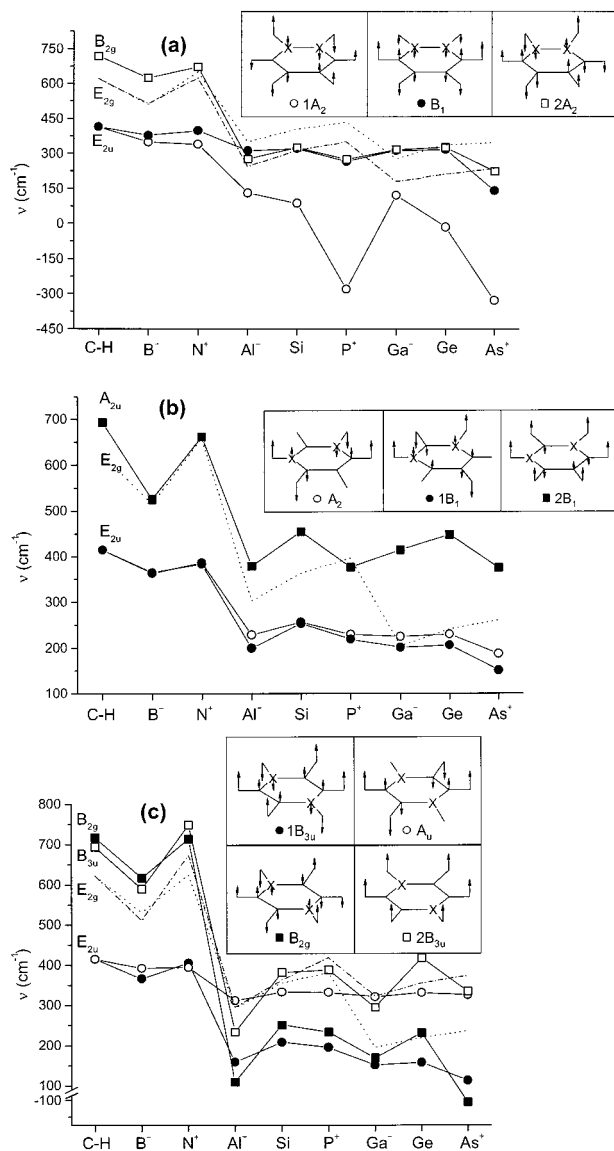 (a)
X X X X X X
○ 1A₂ ● B₁ □ 2A₂
750
600
450
300
150
0
-150
-300
-450
ν (cm⁻¹)
B₂g
E₂g
E₂u
C-H B⁻ N⁺ Al⁻ Si P⁺ Ga⁻ Ge As⁺
(b)
X X X X X X
○ A₂ ● 1B₁ ■ 2B₁
700
600
500
400
300
200
100
ν (cm⁻¹)
A₂u
E₂g
E₂u
C-H B⁻ N⁺ Al⁻ Si P⁺ Ga⁻ Ge As⁺
(c)
X X X X
● 1B₃u ○ Aᵤ
X X X X
■ B₂g □ 2B₃u
800
700
600
500
400
300
200
100
-100
ν (cm⁻¹)
B₂g
B₃u
E₂g
E₂u
C-H B⁻ N⁺ Al⁻ Si P⁺ Ga⁻ Ge As⁺